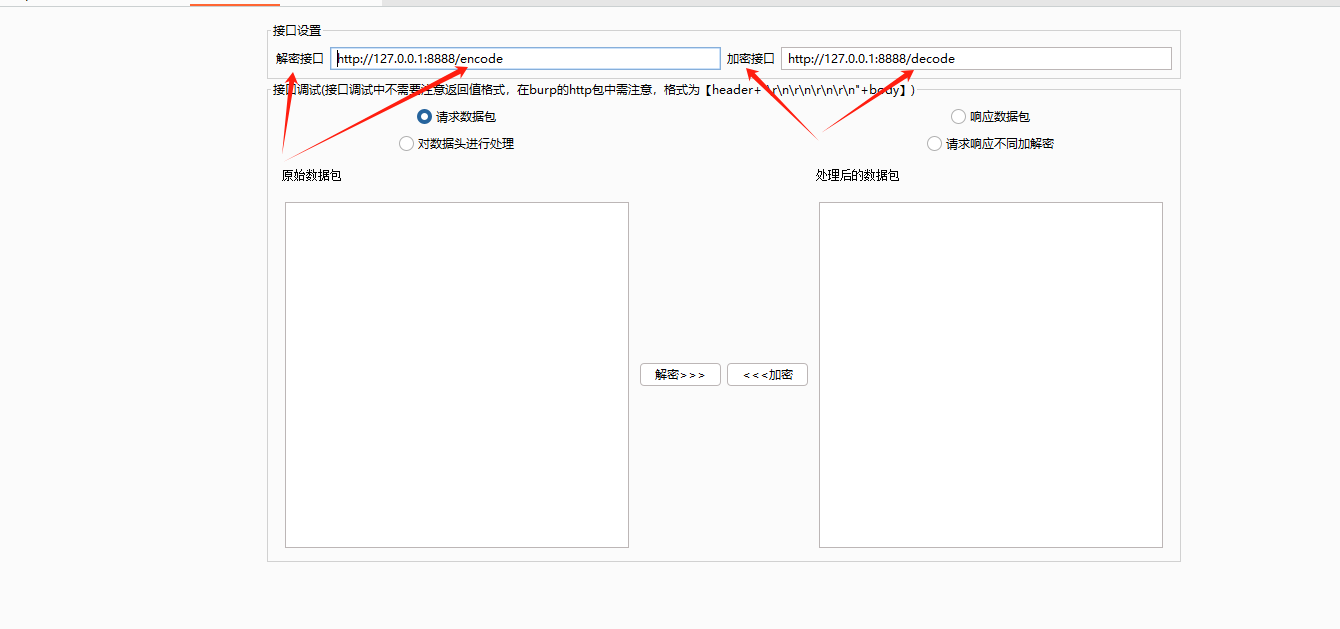 接口设置
解密接口 http://127.0.0.1:8888/encode 加密接口 http://127.0.0.1:8888/decode
接口调试(接口调试中不需要注意返回值格式，在burp的http包中需注意，格式为【header+"\r\n\r\n\r\n\r\n"+body】)
请求数据包 响应数据包
对数据头进行处理 请求响应不同加解密
原始数据包 处理后的数据包
解密>>> <<<加密